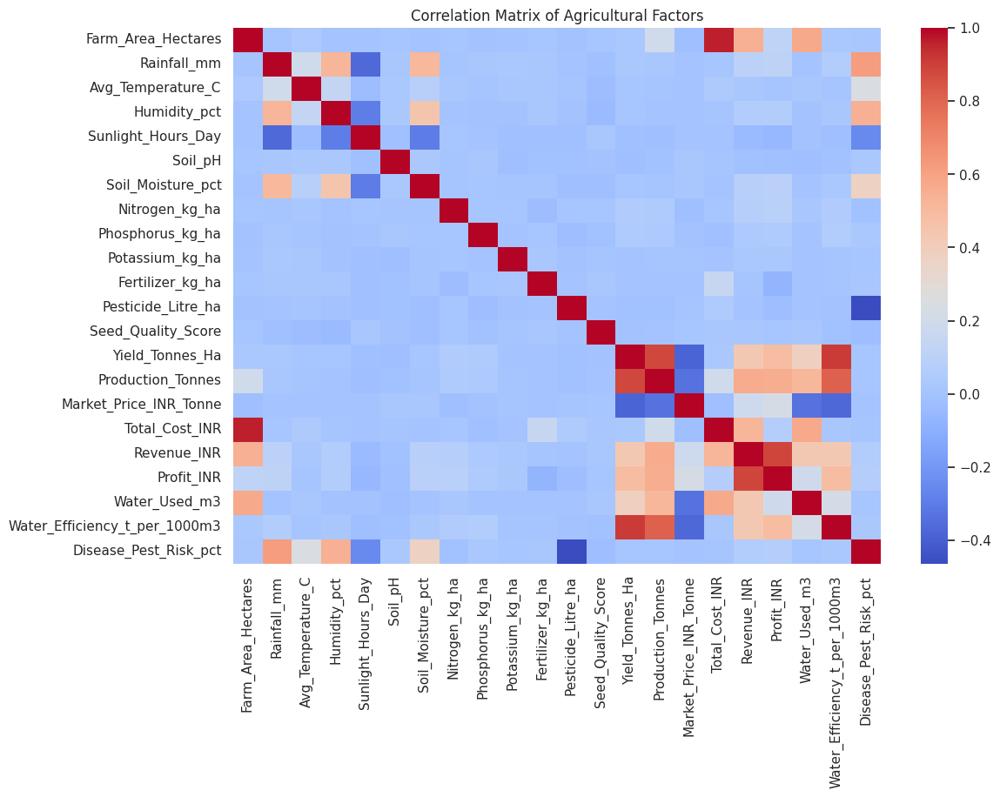 Correlation Matrix of Agricultural Factors
Farm_Area_Hectares
Rainfall_mm
Avg_Temperature_C
Humidity_pct
Sunlight_Hours_Day
Soil_pH
Soil_Moisture_pct
Nitrogen_kg_ha
Phosphorus_kg_ha
Potassium_kg_ha
Fertilizer_kg_ha
Pesticide_Litre_ha
Seed_Quality_Score
Yield_Tonnes_Ha
Production_Tonnes
Market_Price_INR_Tonne
Total_Cost_INR
Revenue_INR
Profit_INR
Water_Used_m3
Water_Efficiency_t_per_1000m3
Disease_Pest_Risk_pct
Farm_Area_Hectares
Rainfall_mm
Avg_Temperature_C
Humidity_pct
Sunlight_Hours_Day
Soil_pH
Soil_Moisture_pct
Nitrogen_kg_ha
Phosphorus_kg_ha
Potassium_kg_ha
Fertilizer_kg_ha
Pesticide_Litre_ha
Seed_Quality_Score
Yield_Tonnes_Ha
Production_Tonnes
Market_Price_INR_Tonne
Total_Cost_INR
Revenue_INR
Profit_INR
Water_Used_m3
Water_Efficiency_t_per_1000m3
Disease_Pest_Risk_pct
1.0
0.8
0.6
0.4
0.2
0.0
−0.2
−0.4